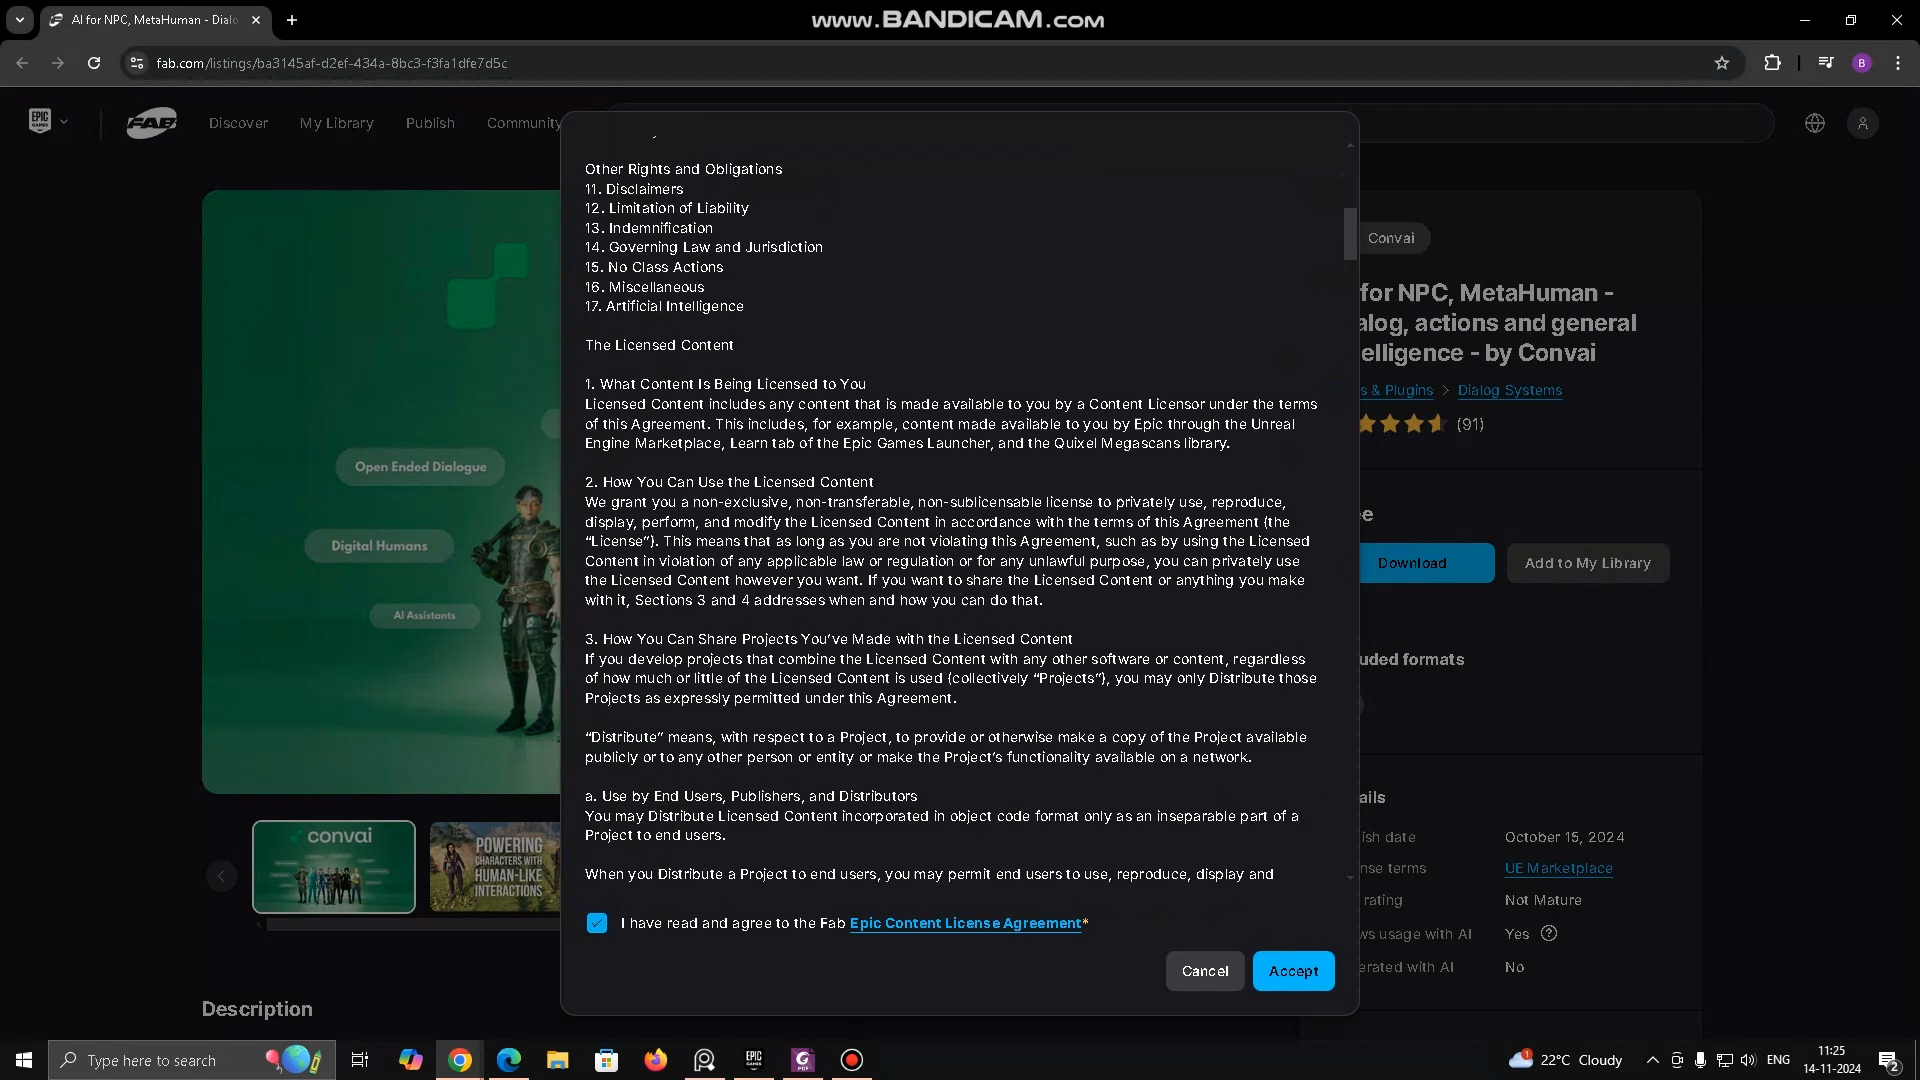 AI for NPC, MetaHuman - Dialo
www.BANDICAM.com
fab.com/listings/ba3145af-d2ef-434a-8bc3-f3fa1dfe7d5c
B
EPIC GAMES
FAB
Discover
My Library
Publish
Community
Other Rights and Obligations
11. Disclaimers
12. Limitation of Liability
13. Indemnification
14. Governing Law and Jurisdiction
15. No Class Actions
16. Miscellaneous
17. Artificial Intelligence
The Licensed Content
1. What Content Is Being Licensed to You
Licensed Content includes any content that is made available to you by a Content Licensor under the terms
of this Agreement. This includes, for example, content made available to you by Epic through the Unreal
Engine Marketplace, Learn tab of the Epic Games Launcher, and the Quixel Megascans library.
2. How You Can Use the Licensed Content
We grant you a non-exclusive, non-transferable, non-sublicensable license to privately use, reproduce,
display, perform, and modify the Licensed Content in accordance with the terms of this Agreement (the
“License”). This means that as long as you are not violating this Agreement, such as by using the Licensed
Content in violation of any applicable law or regulation or for any unlawful purpose, you can privately use
the Licensed Content however you want. If you want to share the Licensed Content or anything you make
with it, Sections 3 and 4 addresses when and how you can do that.
3. How You Can Share Projects You’ve Made with the Licensed Content
If you develop projects that combine the Licensed Content with any other software or content, regardless
of how much or little of the Licensed Content is used (collectively “Projects”), you may only Distribute those
Projects as expressly permitted under this Agreement.
“Distribute” means, with respect to a Project, to provide or otherwise make a copy of the Project available
publicly or to any other person or entity or make the Project’s functionality available on a network.
a. Use by End Users, Publishers, and Distributors
You may Distribute Licensed Content incorporated in object code format only as an inseparable part of a
Project to end users.
When you Distribute a Project to end users, you may permit end users to use, reproduce, display and
I have read and agree to the Fab Epic Content License Agreement*
Cancel
Accept
Open Ended Dialogue
Digital Humans
AI Assistants
convai
POWERING
CHARACTERS WITH
HUMAN-LIKE
INTERACTIONS
Description
Convai
for NPC, MetaHuman -
alog, actions and general
elligence - by Convai
s & Plugins > Dialog Systems
(91)
ee
Download
Add to My Library
uded formats
ails
ish date October 15, 2024
nse terms UE Marketplace
rating Not Mature
ws usage with AI Yes
erated with AI No
Type here to search
EPIC GAMES
PDF
1
22°C Cloudy
ENG
11:25
14-11-2024
2